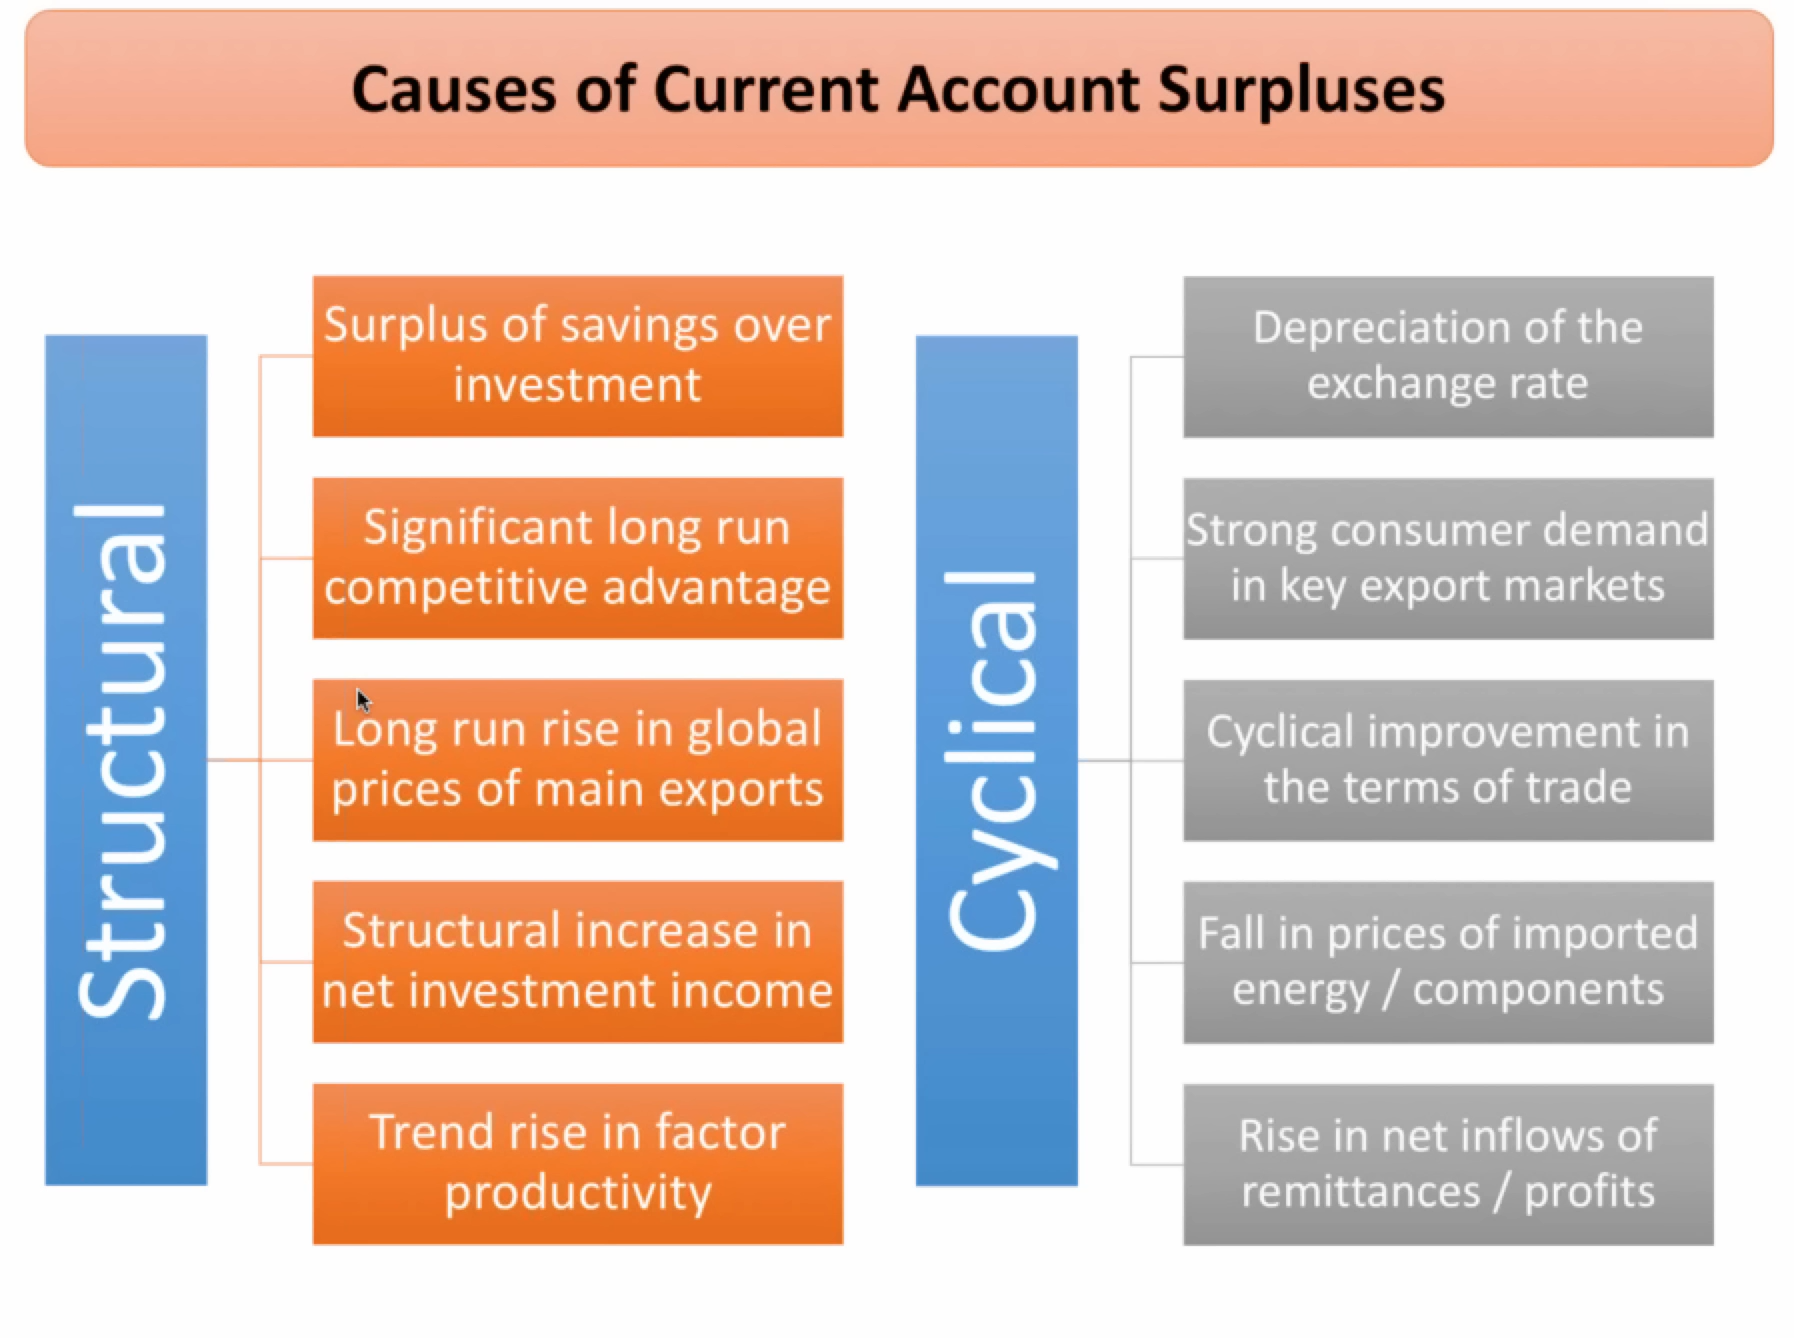 Causes of Current Account Surpluses
Structural
Surplus of savings over
investment
Significant long run
competitive advantage
Long run rise in global
prices of main exports
Structural increase in
net investment income
Trend rise in factor
productivity
Cyclical
Depreciation of the
exchange rate
Strong consumer demand
in key export markets
Cyclical improvement in
the terms of trade
Fall in prices of imported
energy / components
Rise in net inflows of
remittances / profits